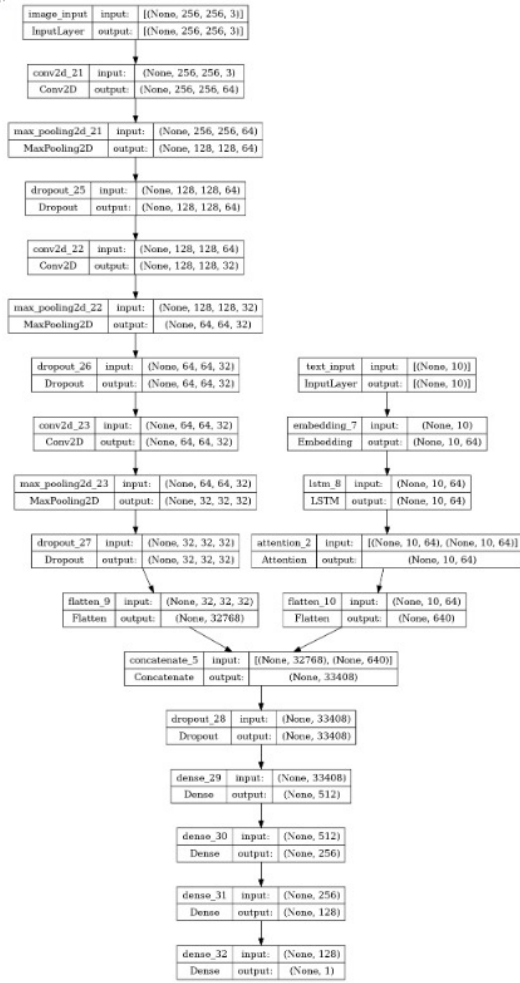 image_input input: [(None, 256, 256, 3)]
InputLayer output: [(None, 256, 256, 3)]
conv2d_21 input: (None, 256, 256, 3)
Conv2D output: (None, 256, 256, 64)
max_pooling2d_21 input: (None, 256, 256, 64)
MaxPooling2D output: (None, 128, 128, 64)
dropout_25 input: (None, 128, 128, 64)
Dropout output: (None, 128, 128, 64)
conv2d_22 input: (None, 128, 128, 64)
Conv2D output: (None, 128, 128, 32)
max_pooling2d_22 input: (None, 128, 128, 32)
MaxPooling2D output: (None, 64, 64, 32)
dropout_26 input: (None, 64, 64, 32)
Dropout output: (None, 64, 64, 32)
conv2d_23 input: (None, 64, 64, 32)
Conv2D output: (None, 64, 64, 32)
max_pooling2d_23 input: (None, 64, 64, 32)
MaxPooling2D output: (None, 32, 32, 32)
dropout_27 input: (None, 32, 32, 32)
Dropout output: (None, 32, 32, 32)
flatten_9 input: (None, 32, 32, 32)
Flatten output: (None, 32768)
text_input input: [(None, 10)]
InputLayer output: [(None, 10)]
embedding_7 input: (None, 10)
Embedding output: (None, 10, 64)
lstm_8 input: (None, 10, 64)
LSTM output: (None, 10, 64)
attention_2 input: [(None, 10, 64), (None, 10, 64)]
Attention output: (None, 10, 64)
flatten_10 input: (None, 10, 64)
Flatten output: (None, 640)
concatenate_5 input: [(None, 32768), (None, 640)]
Concatenate output: (None, 33408)
dropout_28 input: (None, 33408)
Dropout output: (None, 33408)
dense_29 input: (None, 33408)
Dense output: (None, 512)
dense_30 input: (None, 512)
Dense output: (None, 256)
dense_31 input: (None, 256)
Dense output: (None, 128)
dense_32 input: (None, 128)
Dense output: (None, 1)